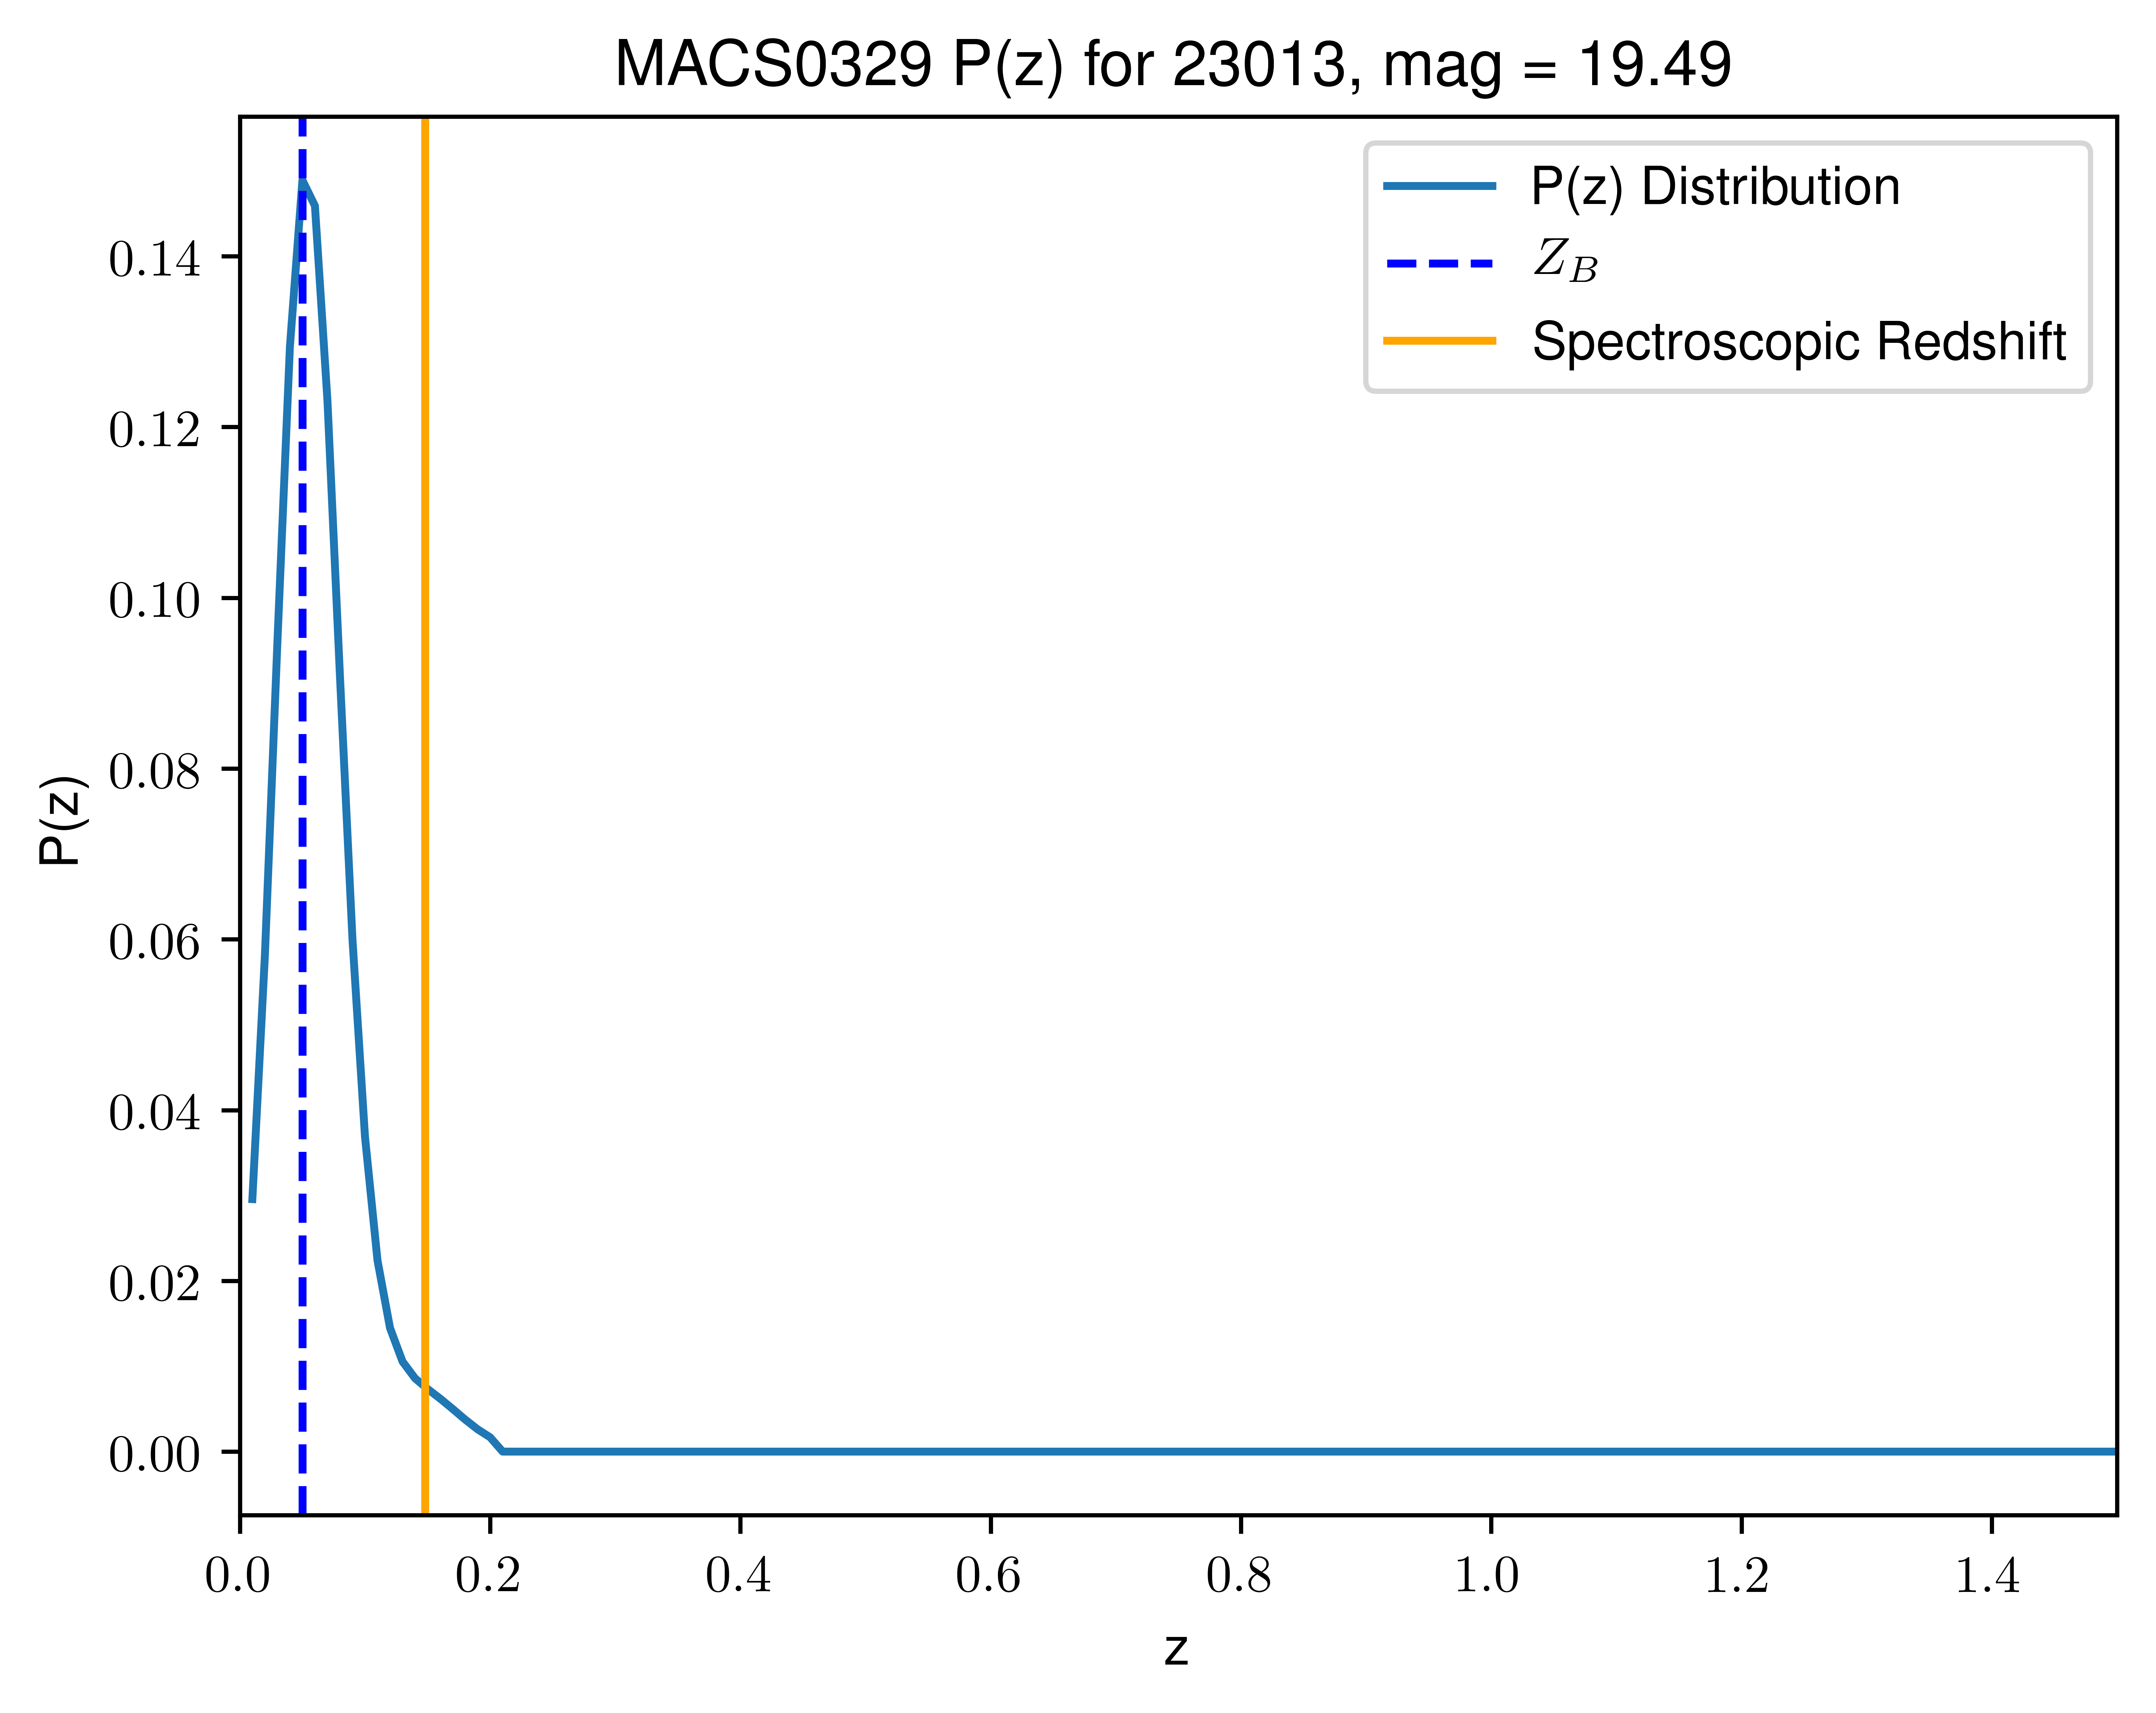 MACS0329 P(z) for 23013, mag = 19.49
P(z) Distribution
Z_B
Spectroscopic Redshift
P(z)
0.14
0.12
0.10
0.08
0.06
0.04
0.02
0.00
0.0 0.2 0.4 0.6 0.8 1.0 1.2 1.4
z